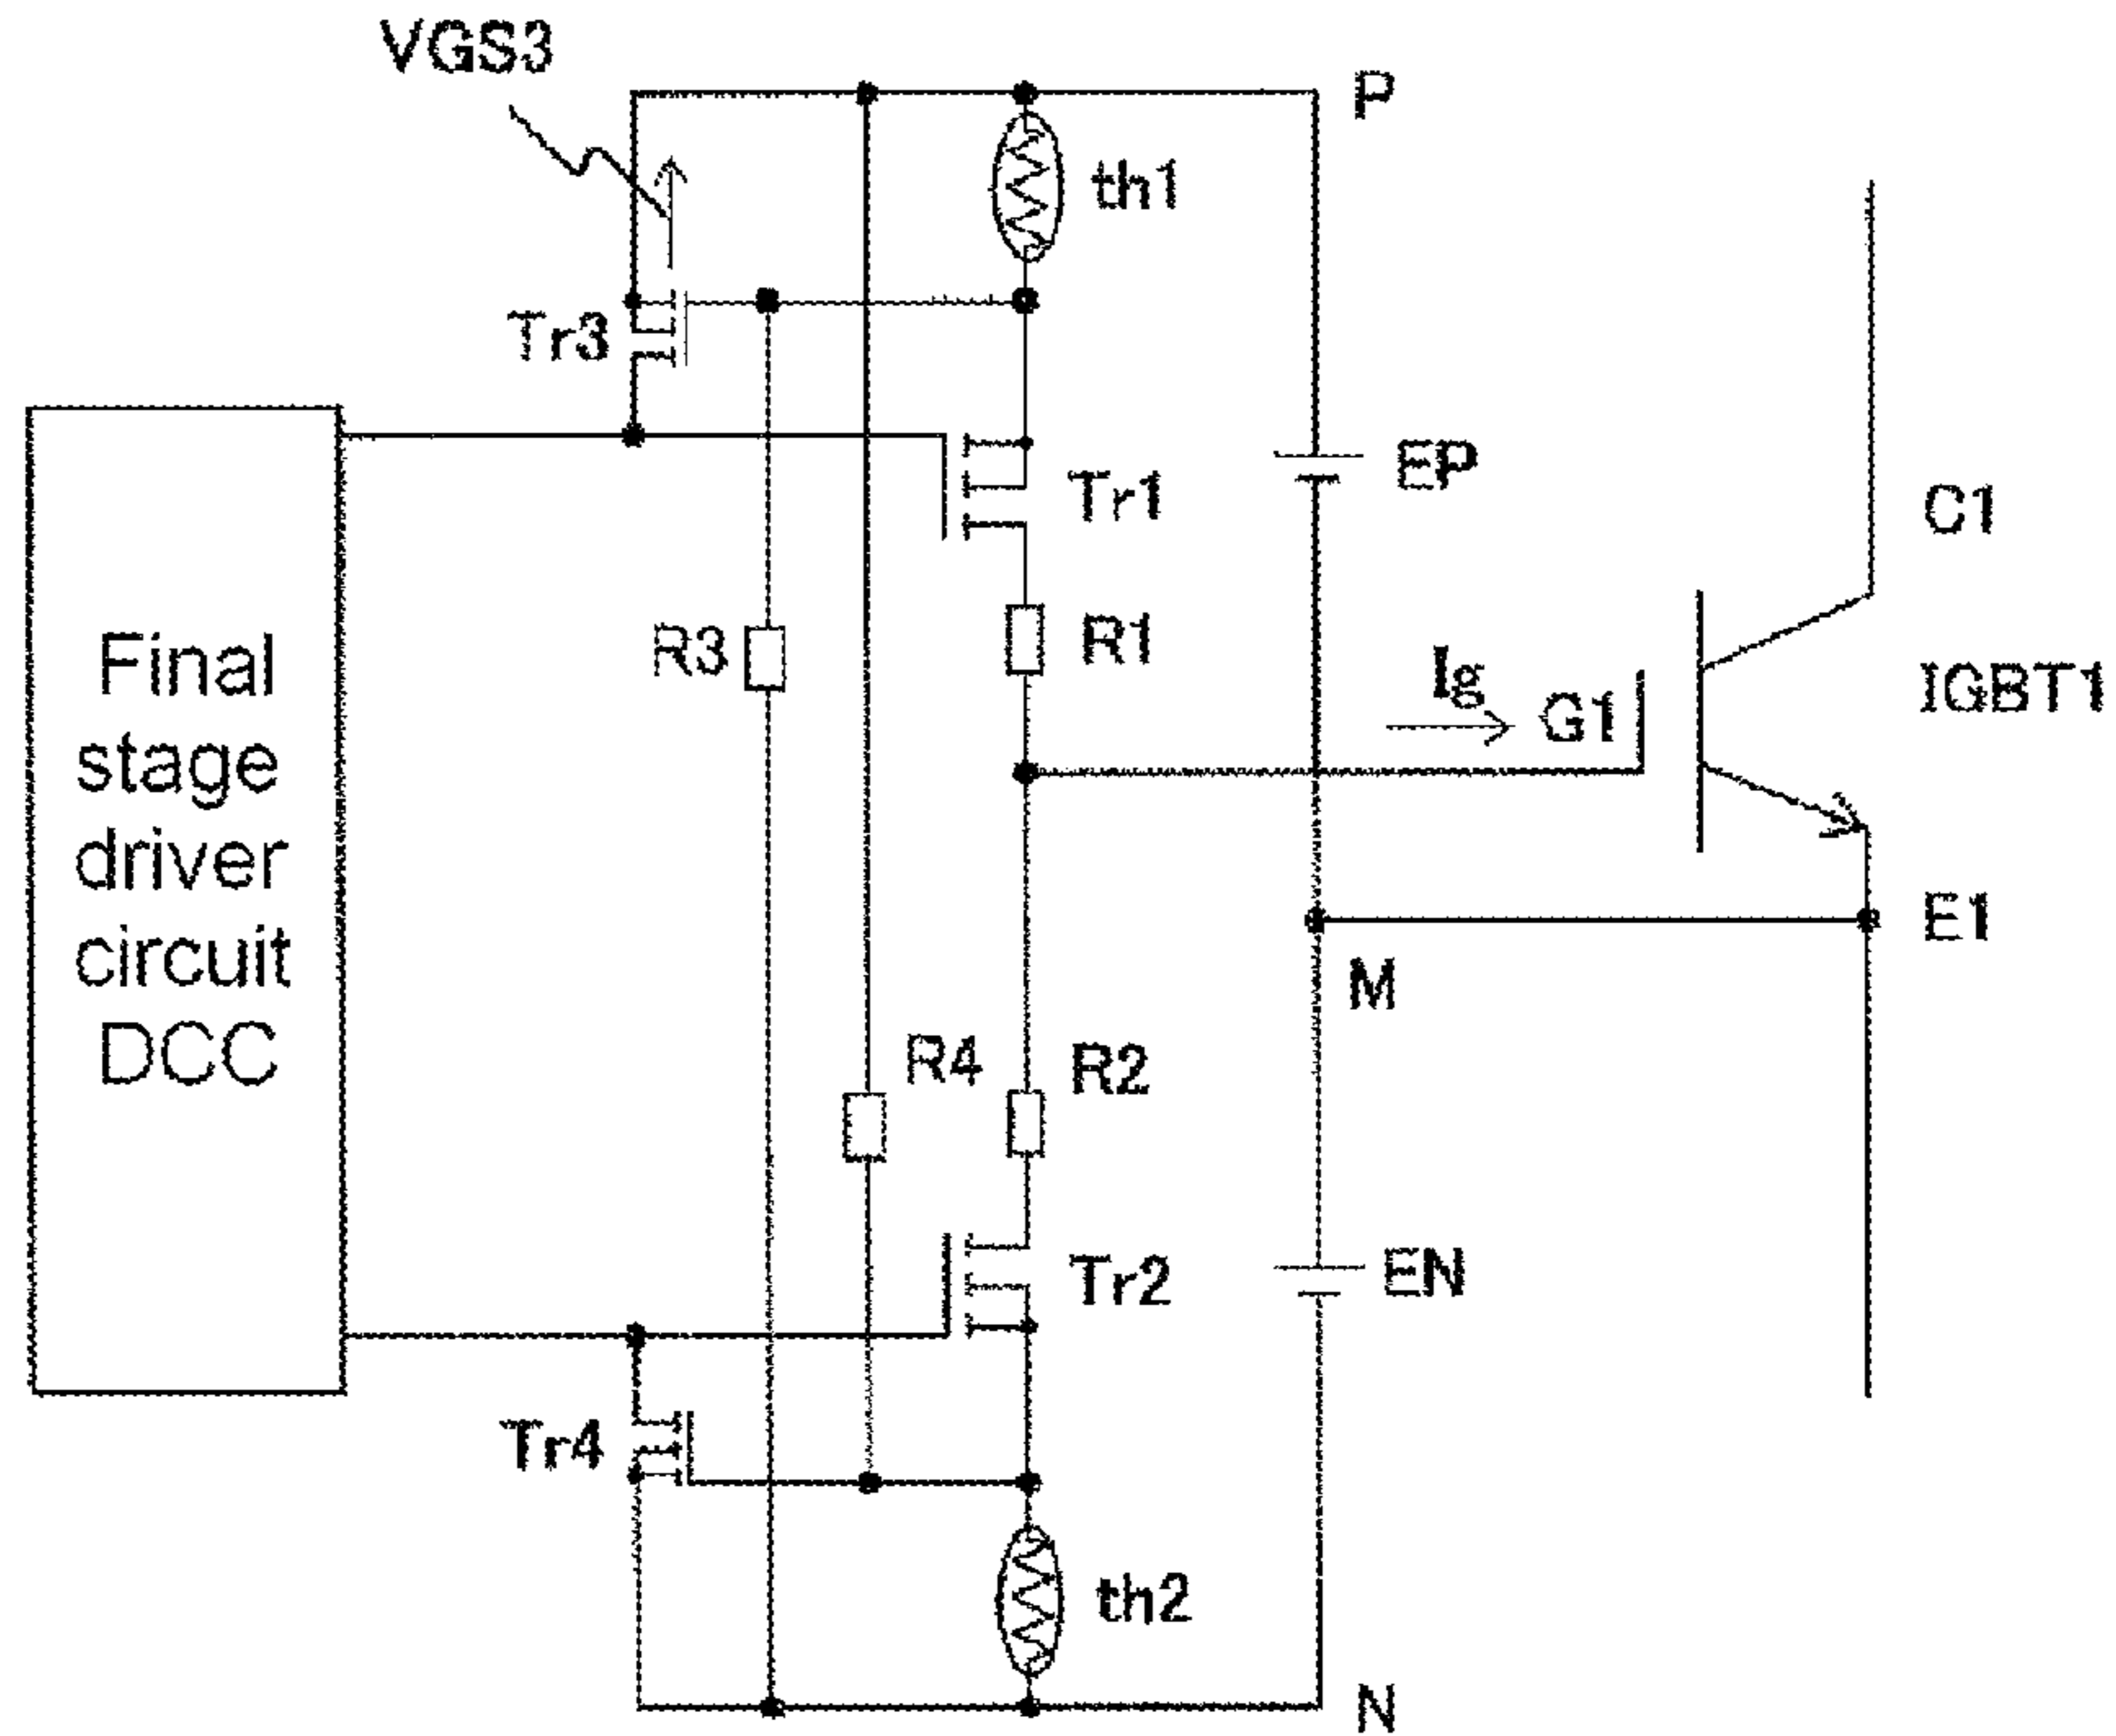 VGS3
P
th1
Tr3
EP
Tr1
C1
Final
stage
driver
circuit
DCC
R3
R1
Ig
G1
IGBT1
E1
M
R4
R2
Tr2
EN
Tr4
th2
N